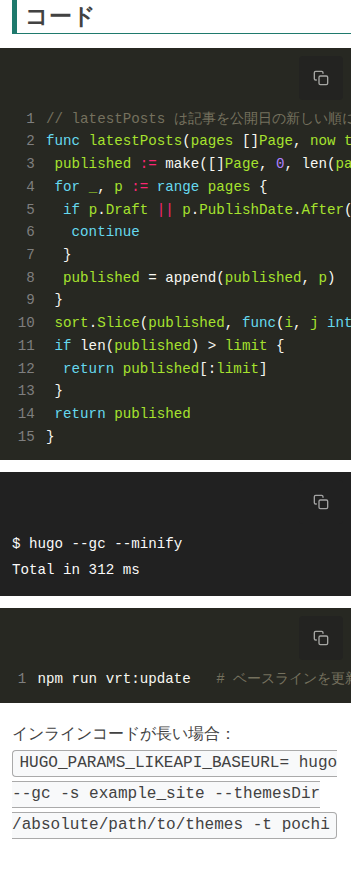 コード
1 // latestPosts は記事を公開日の新しい順に
2 func latestPosts(pages []Page, now t
3 published := make([]Page, 0, len(pa
4 for _, p := range pages {
5 if p.Draft || p.PublishDate.After(
6 continue
7 }
8 published = append(published, p)
9 }
10 sort.Slice(published, func(i, j int
11 if len(published) > limit {
12 return published[:limit]
13 }
14 return published
15 }
$ hugo --gc --minify
Total in 312 ms
1 npm run vrt:update # ベースラインを更新
インラインコードが長い場合：
HUGO_PARAMS_LIKEAPI_BASEURL= hugo
--gc -s example_site --themesDir
/absolute/path/to/themes -t pochi